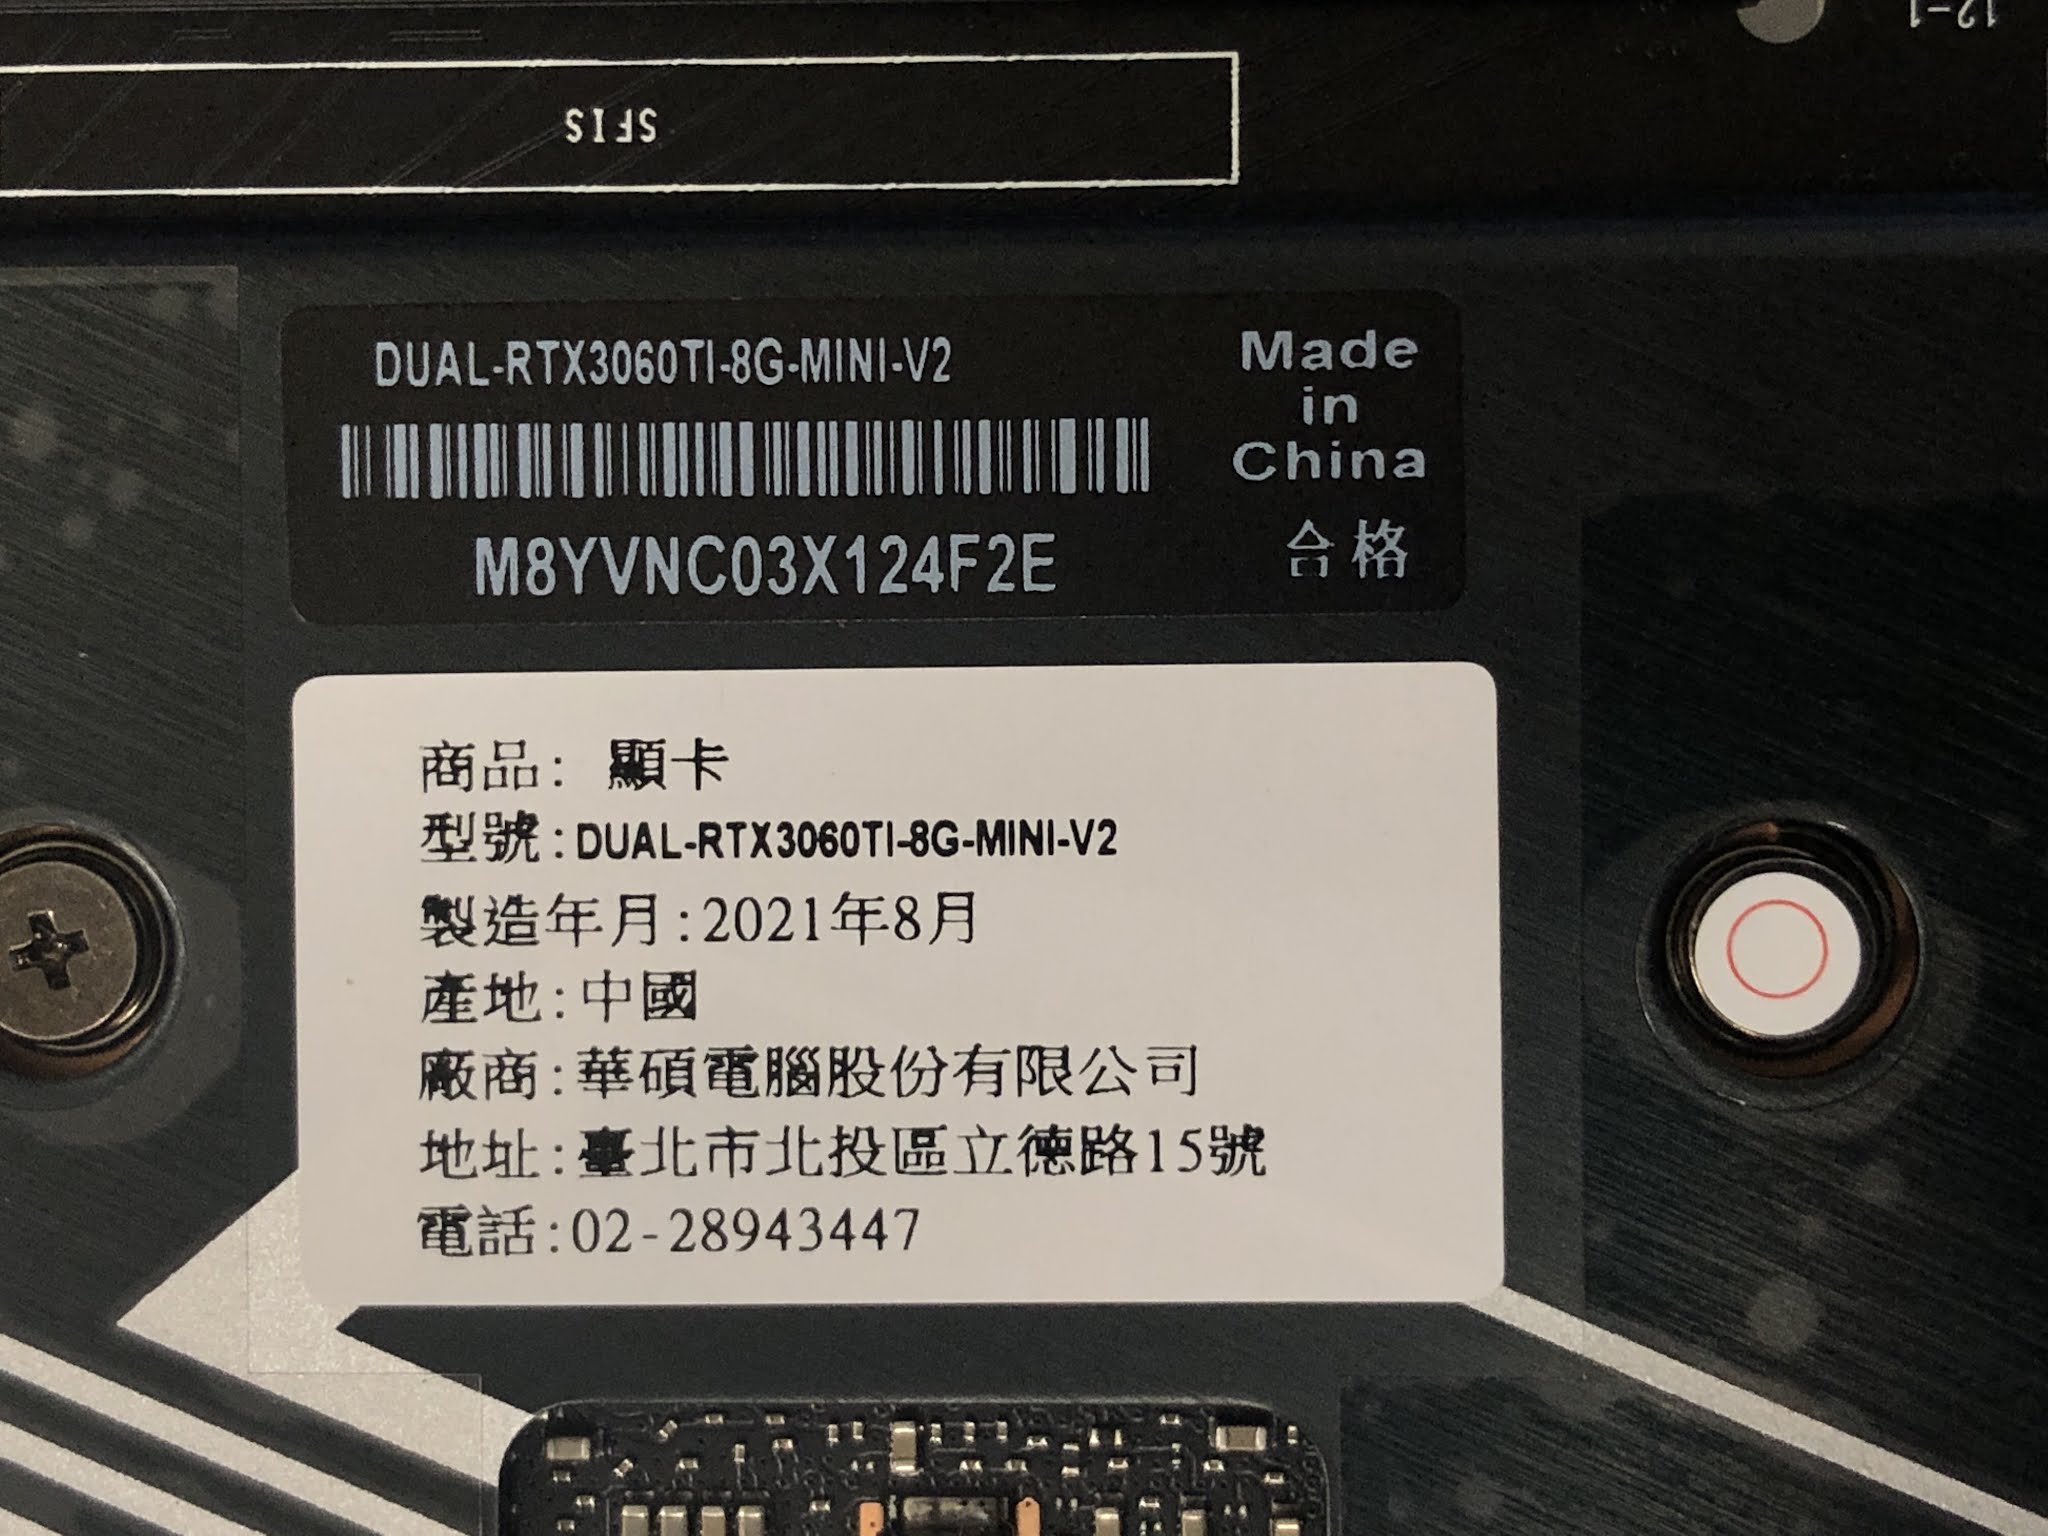 12-1
SFIS
DUAL-RTX3060TI-8G-MINI-V2
Made
in
China
M8YVNC03X124F2E
合格
商品: 顯卡
型號:DUAL-RTX3060TI-8G-MINI-V2
製造年月:2021年8月
產地:中國
廠商:華碩電腦股份有限公司
地址:臺北市北投區立德路15號
電話:02-28943447